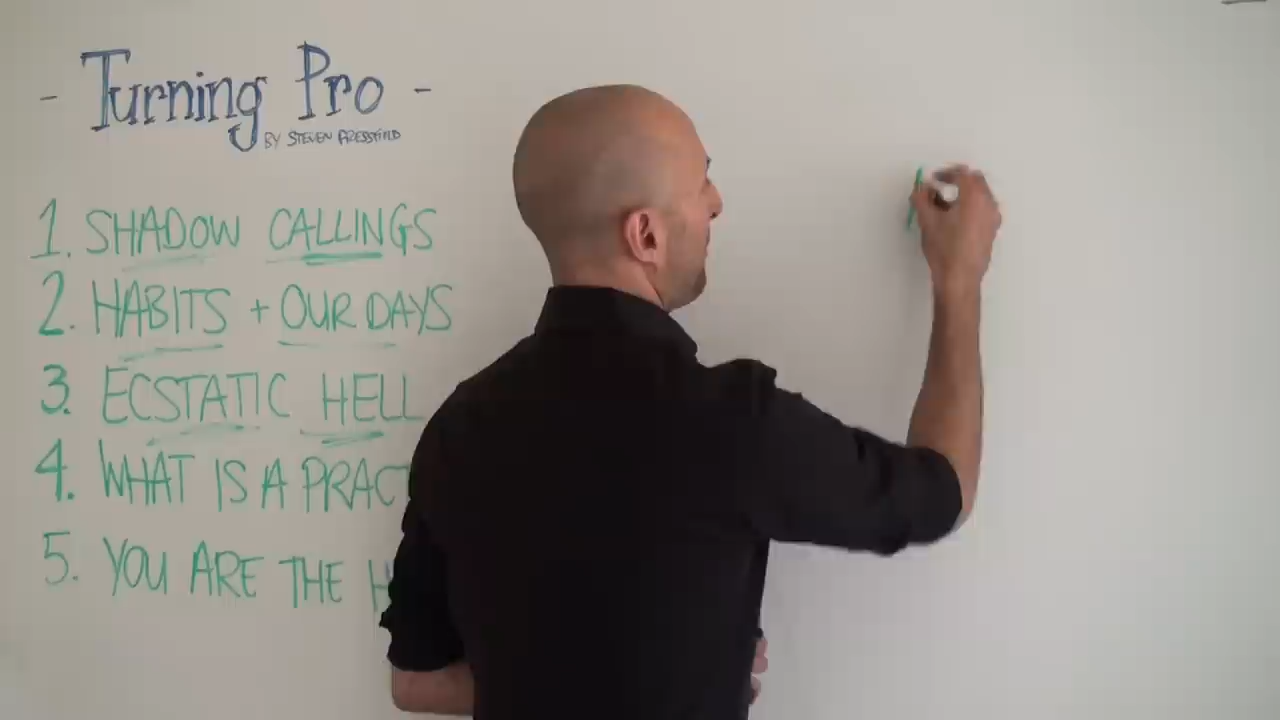 - Turning Pro -
BY STEVEN PRESSFIELD
1. SHADOW CALLINGS
2. HABITS + OUR DAYS
3. ECSTATIC HELL
4. WHAT IS A PRAC
5. YOU ARE THE H